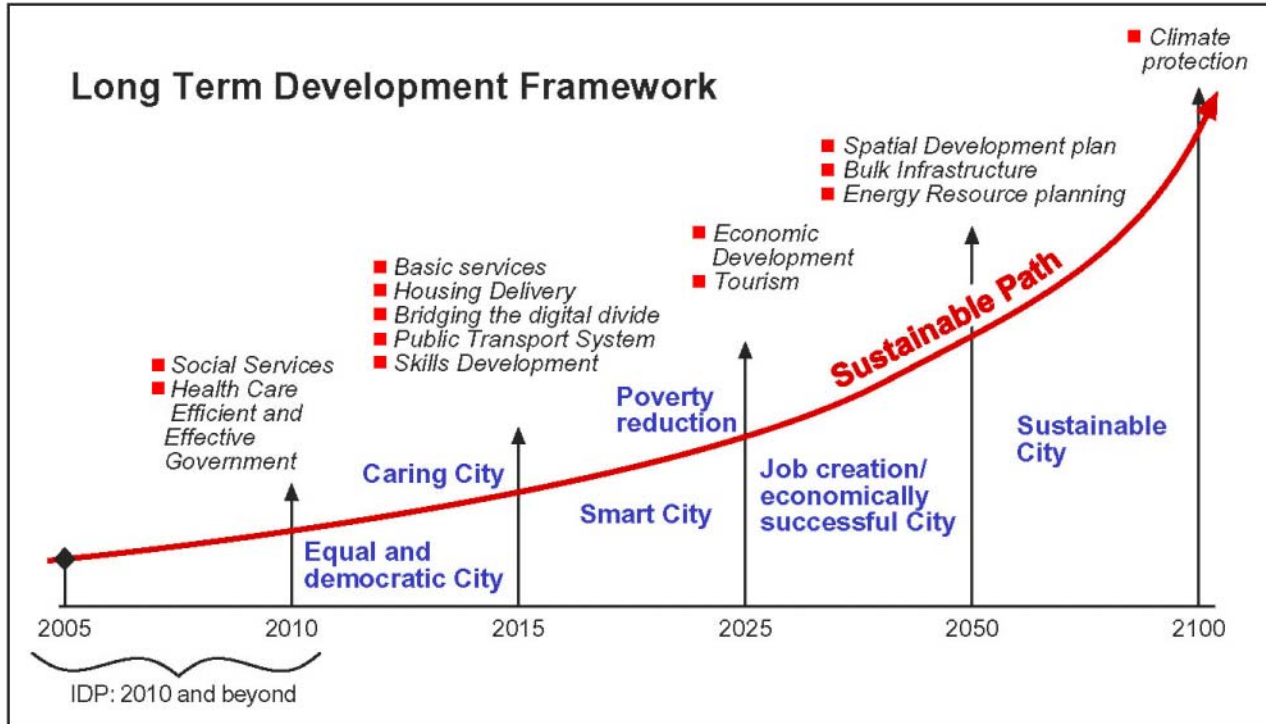 Long Term Development Framework
Climate
protection
Spatial Development plan
Bulk Infrastructure
Energy Resource planning
Economic
Development
Tourism
Basic services
Housing Delivery
Bridging the digital divide
Public Transport System
Skills Development
Social Services
Health Care
Efficient and
Effective
Government
Sustainable Path
Poverty
reduction
Caring City
Equal and
democratic City
Smart City
Job creation/
economically
successful City
Sustainable
City
2005
2010
2015
2025
2050
2100
IDP: 2010 and beyond